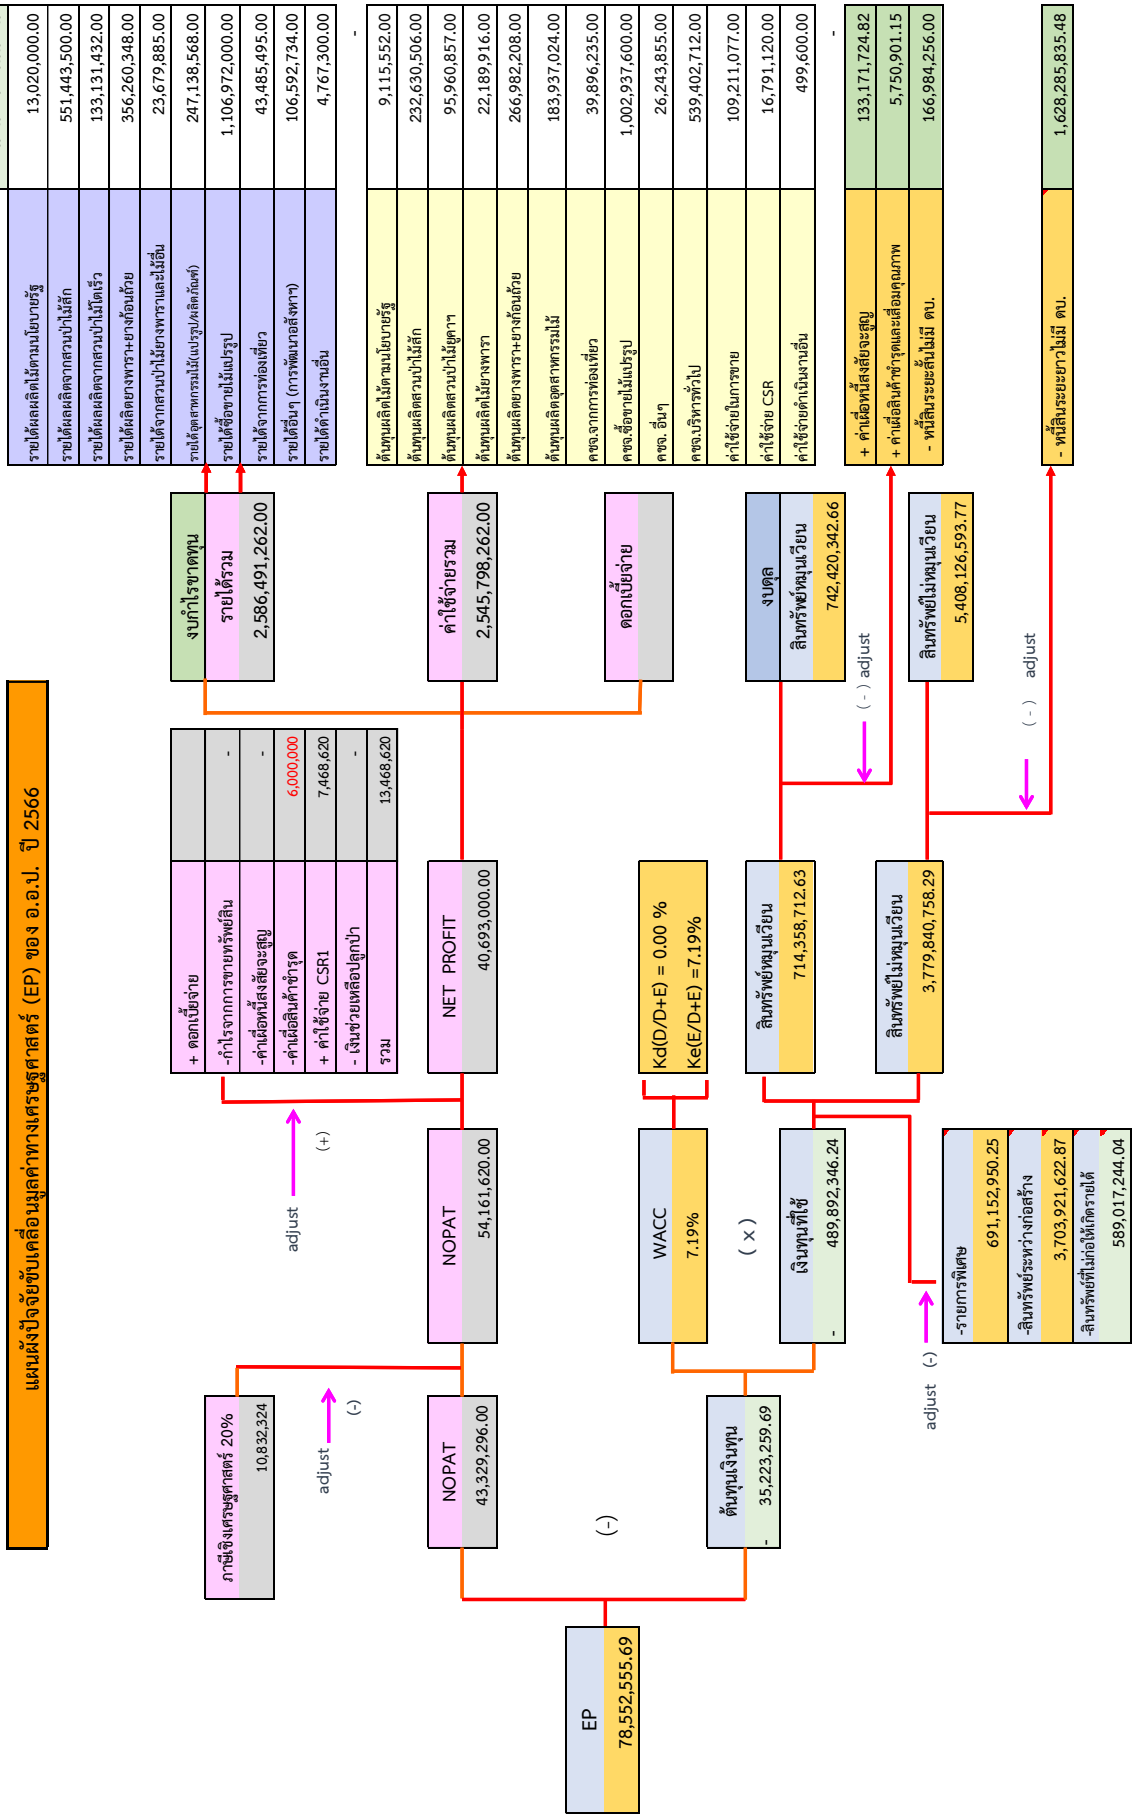 แผนผังปัจจัยขับเคลื่อนมูลค่าทางเศรษฐศาสตร์ (EP) ของ อ.อ.ป. ปี 2566
EP
78,552,555.69
ภาษีเชิงเศรษฐศาสตร์ 20%
10,832,324
adjust
(-)
NOPAT
43,329,296.00
(-)
ต้นทุนเงินทุน
- 35,223,259.69
adjust
(+)
NOPAT
54,161,620.00
WACC
7.19%
( x )
เงินทุนที่ใช้
- 489,892,346.24
adjust (-)
-รายการพิเศษ
691,152,950.25
-สินทรัพย์ระหว่างก่อสร้าง
3,703,921,622.87
-สินทรัพย์ที่ไม่ก่อให้เกิดรายได้
589,017,244.04
+ ดอกเบี้ยจ่าย
-กำไรจากการขายทรัพย์สิน -
-ค่าเผื่อหนี้สงสัยจะสูญ -
-ค่าเผื่อสินค้าชำรุด 6,000,000
+ ค่าใช้จ่าย CSR1 7,468,620
- เงินช่วยเหลือปลูกป่า -
รวม 13,468,620
NET PROFIT
40,693,000.00
Kd(D/D+E) = 0.00 %
Ke(E/D+E) =7.19%
สินทรัพย์หมุนเวียน
714,358,712.63
สินทรัพย์ไม่หมุนเวียน
3,779,840,758.29
งบกำไรขาดทุน
รายได้รวม
2,586,491,262.00
ค่าใช้จ่ายรวม
2,545,798,262.00
ดอกเบี้ยจ่าย
งบดุล
สินทรัพย์หมุนเวียน
742,420,342.66
( - ) adjust
สินทรัพย์ไม่หมุนเวียน
5,408,126,593.77
( - ) adjust
รายได้ผลผลิตไม้ตามนโยบายรัฐ 13,020,000.00
รายได้ผลผลิตจากสวนป่าไม้สัก 551,443,500.00
รายได้ผลผลิตจากสวนป่าไม้โตเร็ว 133,131,432.00
รายได้ผลิตยางพารา+ยางก้อนถ้วย 356,260,348.00
รายได้จากสวนป่าไม้ยางพาราและไม้อื่น 23,679,885.00
รายได้อุตสาหกรรมไม้(แปรรูป/ผลิตภัณฑ์) 247,138,568.00
รายได้ซื้อขายไม้แปรรูป 1,106,972,000.00
รายได้จากการท่องเที่ยว 43,485,495.00
รายได้อื่นๆ (การพัฒนาอสังหาฯ) 106,592,734.00
รายได้ดำเนินงานอื่น 4,767,300.00
-
ต้นทุนผลิตไม้ตามนโยบายรัฐ 9,115,552.00
ต้นทุนผลิตสวนป่าไม้สัก 232,630,506.00
ต้นทุนผลิตสวนป่าไม้ยูคาฯ 95,960,857.00
ต้นทุนผลิตไม้ยางพารา 22,189,916.00
ต้นทุนผลิตยางพารา+ยางก้อนถ้วย 266,982,208.00
ต้นทุนผลิตอุตสาหกรรมไม้ 183,937,024.00
คชจ.จากการท่องเที่ยว 39,896,235.00
คชจ.ซื้อขายไม้แปรรูป 1,002,937,600.00
คชจ. อื่นๆ 26,243,855.00
คชจ.บริหารทั่วไป 539,402,712.00
ค่าใช้จ่ายในการขาย 109,211,077.00
ค่าใช้จ่าย CSR 16,791,120.00
ค่าใช้จ่ายดำเนินงานอื่น 499,600.00
-
+ ค่าเผื่อหนี้สงสัยจะสูญ 133,171,724.82
+ ค่าเผื่อสินค้าชำรุดและเสื่อมคุณภาพ 5,750,901.15
- หนี้สินระยะสั้นไม่มี ดบ. 166,984,256.00
- หนี้สินระยะยาวไม่มี ดบ. 1,628,285,835.48